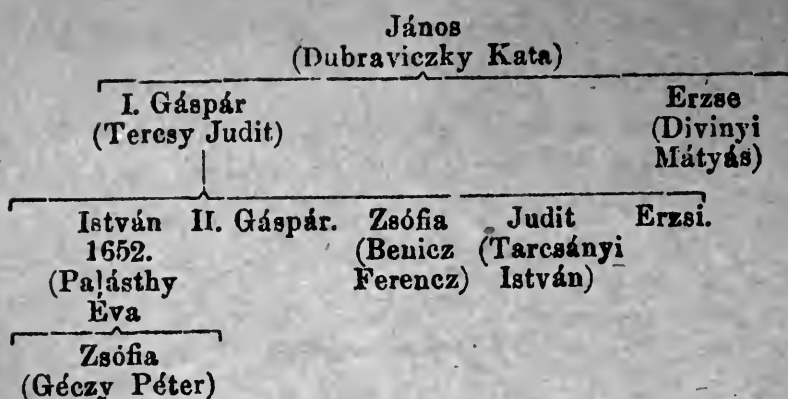 János
(Dubraviczky Kata)
I. Gáspár Erzse
(Tercsy Judit) (Divinyi
Mátyás)
István II. Gáspár. Zsófia Judit Erzsi.
1652. (Benicz (Tarcsányi
(Palásthy Ferencz) István)
Éva
Zsófia
(Géczy Péter)